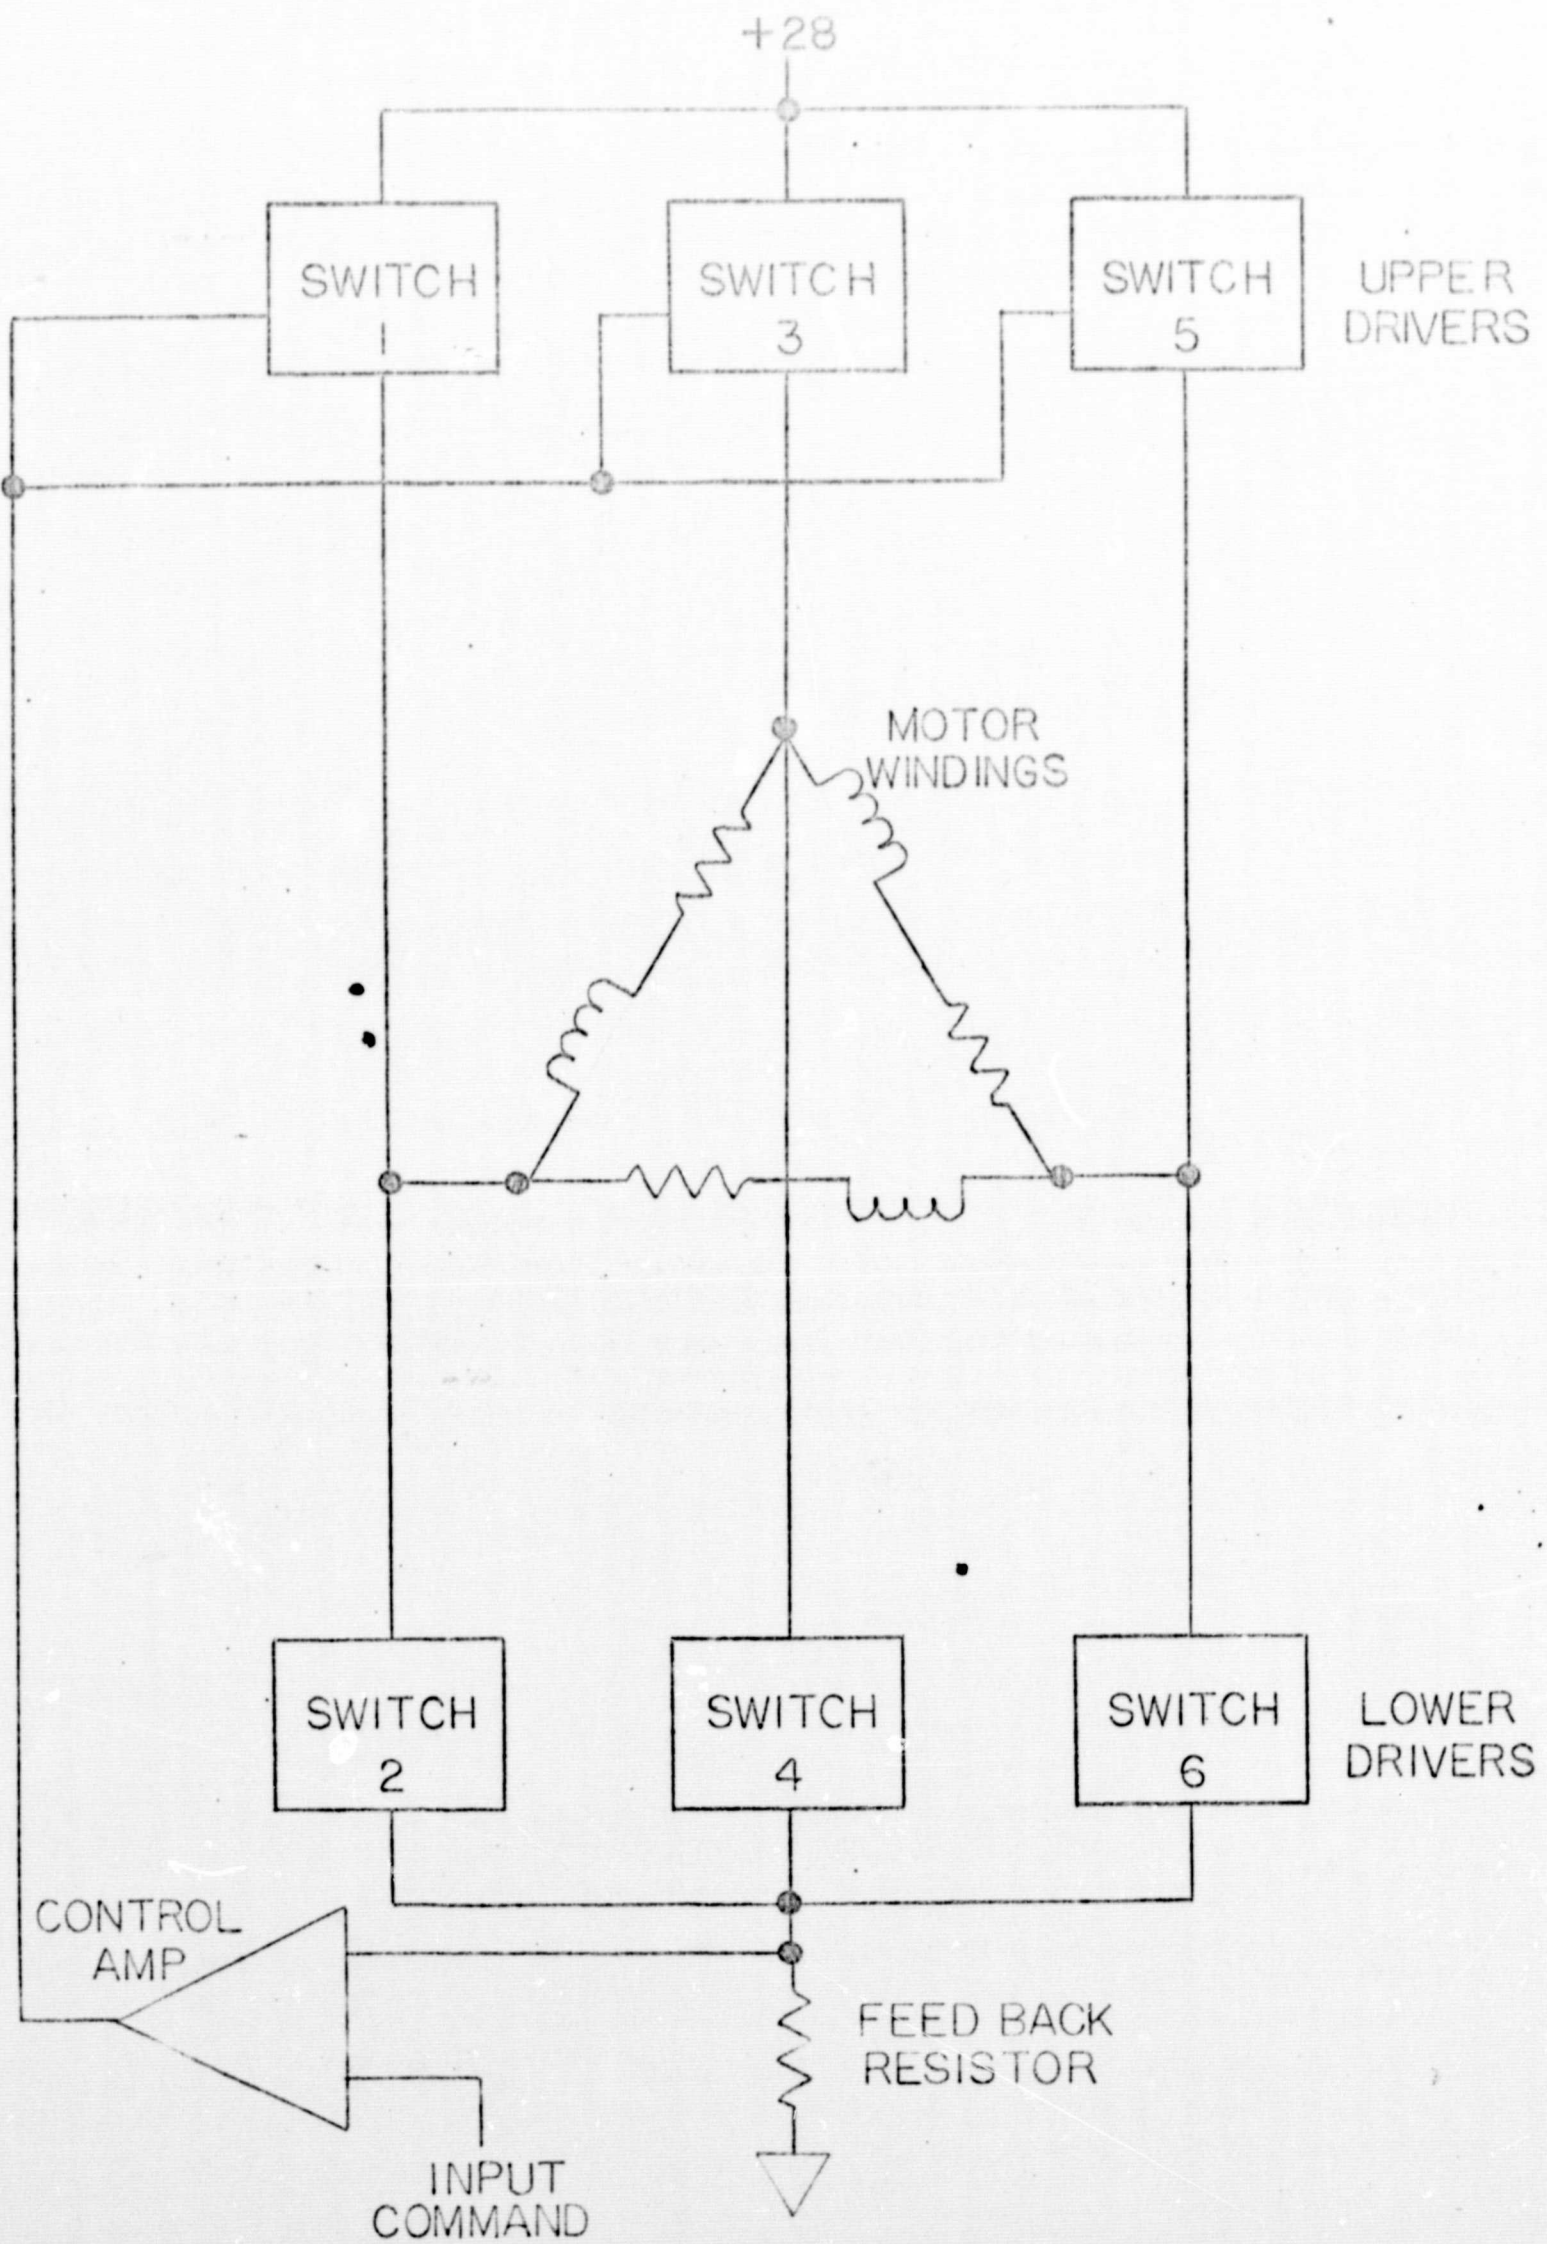 +28
SWITCH
1
SWITCH
3
SWITCH
5
UPPER
DRIVERS
MOTOR
WINDINGS
SWITCH
2
SWITCH
4
SWITCH
6
LOWER
DRIVERS
CONTROL
AMP
FEED BACK
RESISTOR
INPUT
COMMAND